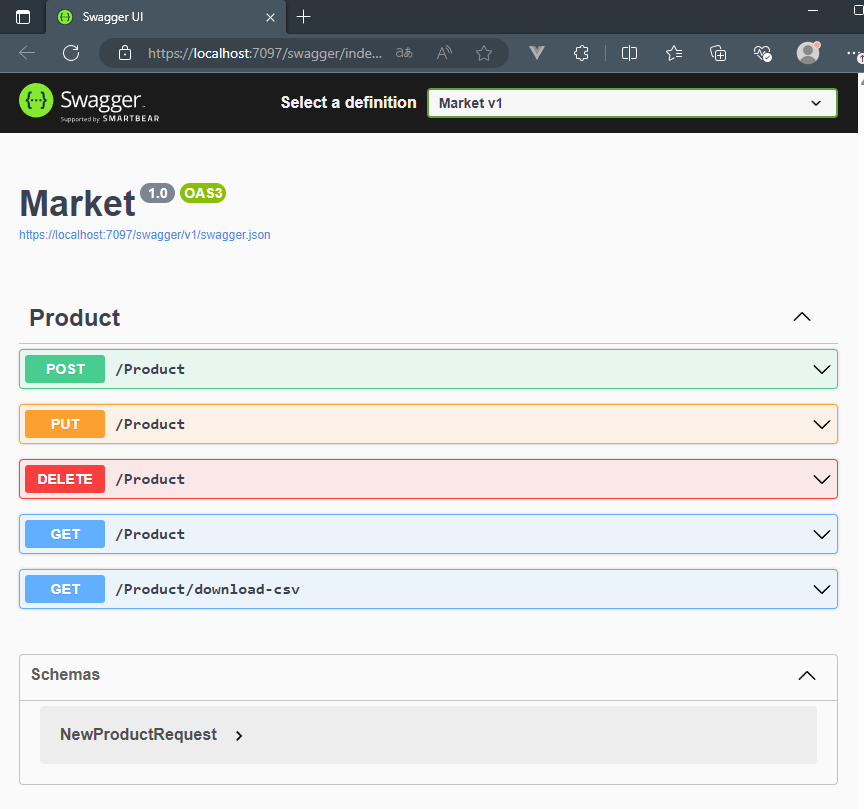 Swagger UI
https://localhost:7097/swagger/inde...
Swagger
Supported by SMARTBEAR
Select a definition
Market v1
Market 1.0 OAS3
https://localhost:7097/swagger/v1/swagger.json
Product
POST /Product
PUT /Product
DELETE /Product
GET /Product
GET /Product/download-csv
Schemas
NewProductRequest